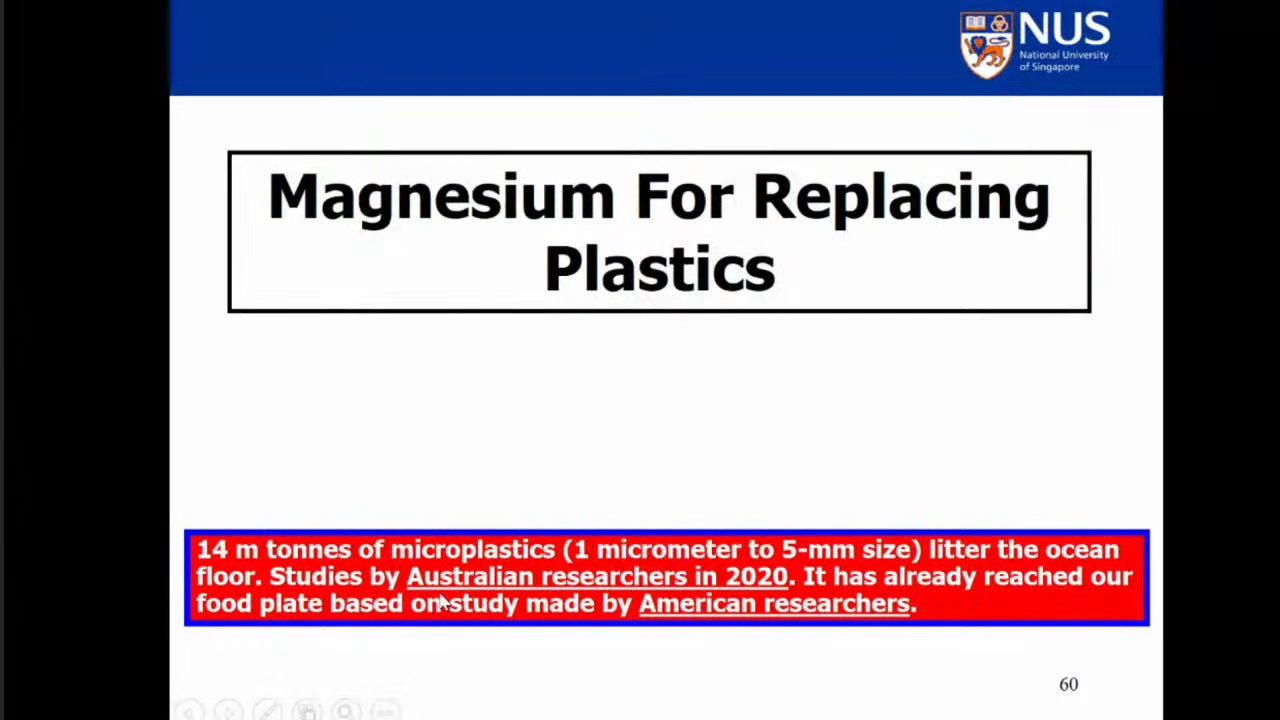 NUS
National University
of Singapore
Magnesium For Replacing
Plastics
14 m tonnes of microplastics (1 micrometer to 5-mm size) litter the ocean
floor. Studies by Australian researchers in 2020. It has already reached our
food plate based on study made by American researchers.
60